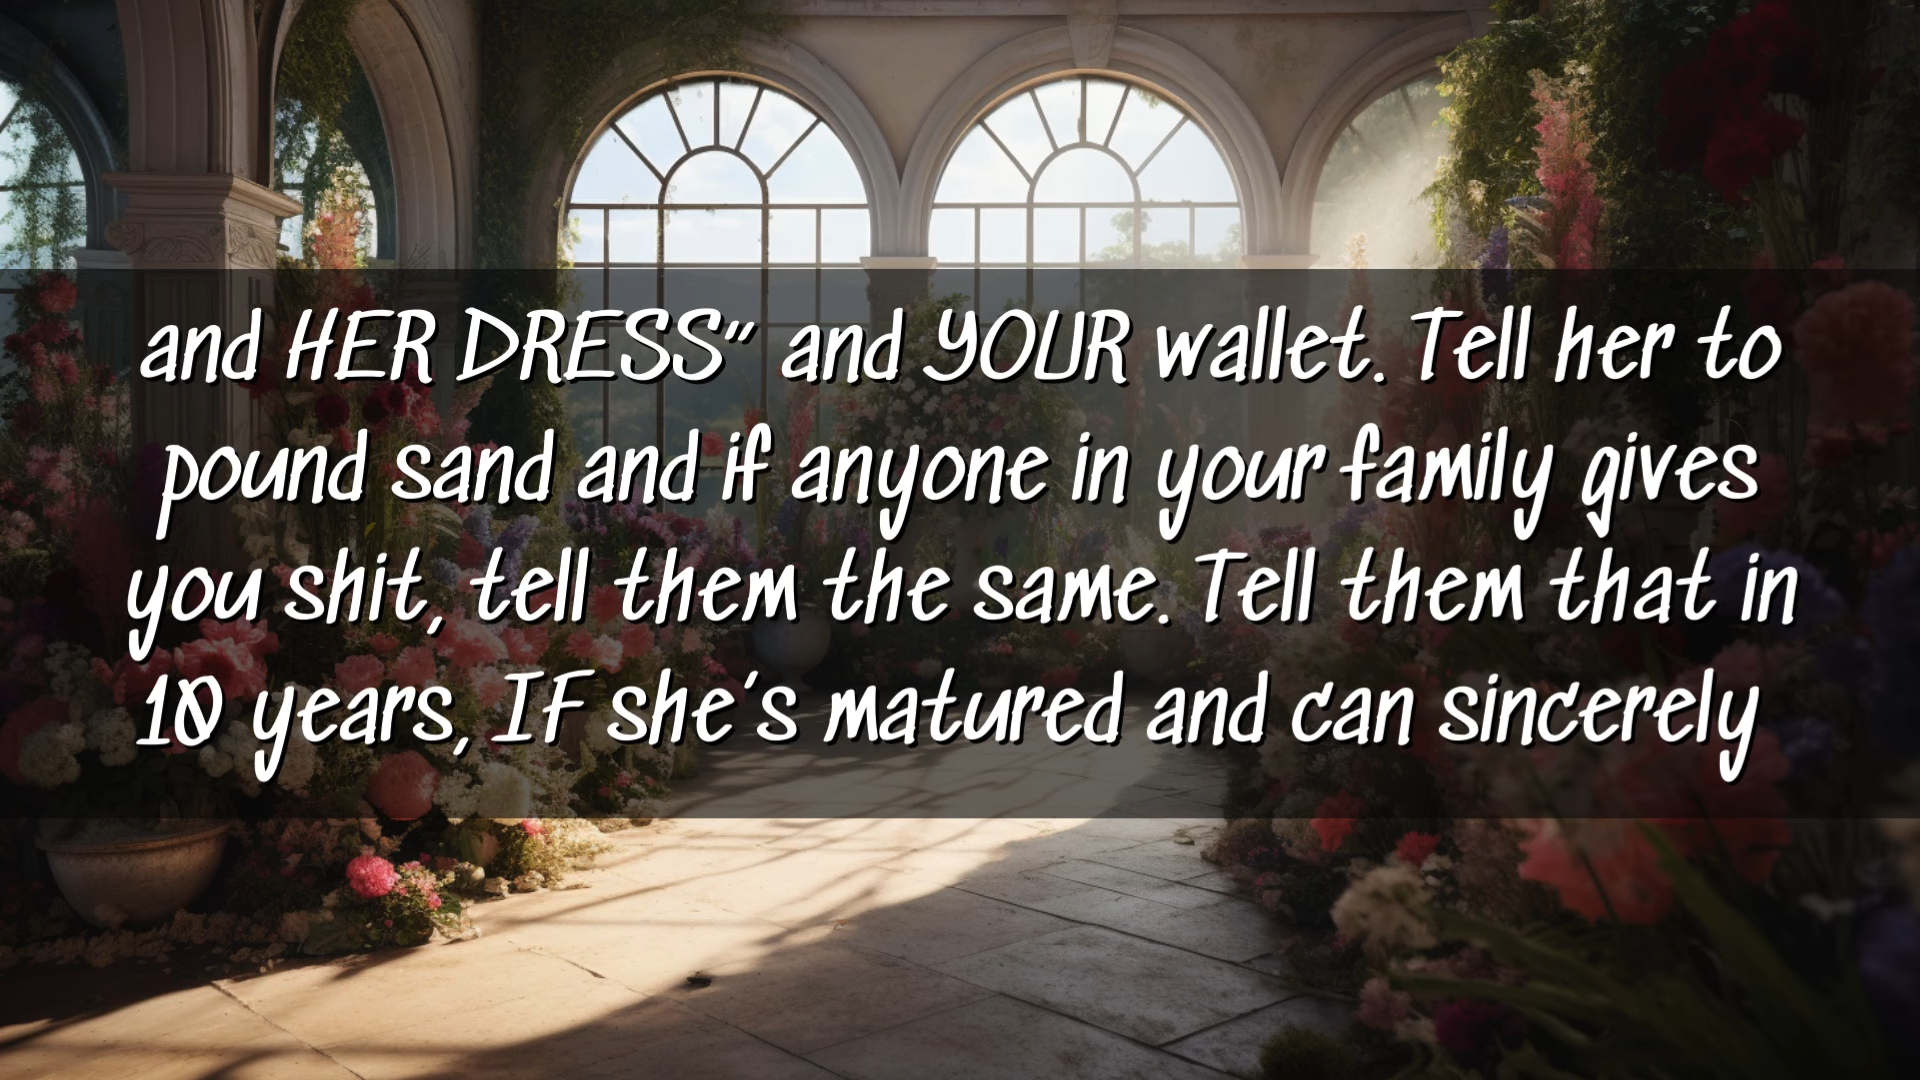 and HER DRESS” and YOUR wallet. Tell her to
pound sand and if anyone in your family gives
you shit, tell them the same. Tell them that in
10 years, IF she’s matured and can sincerely